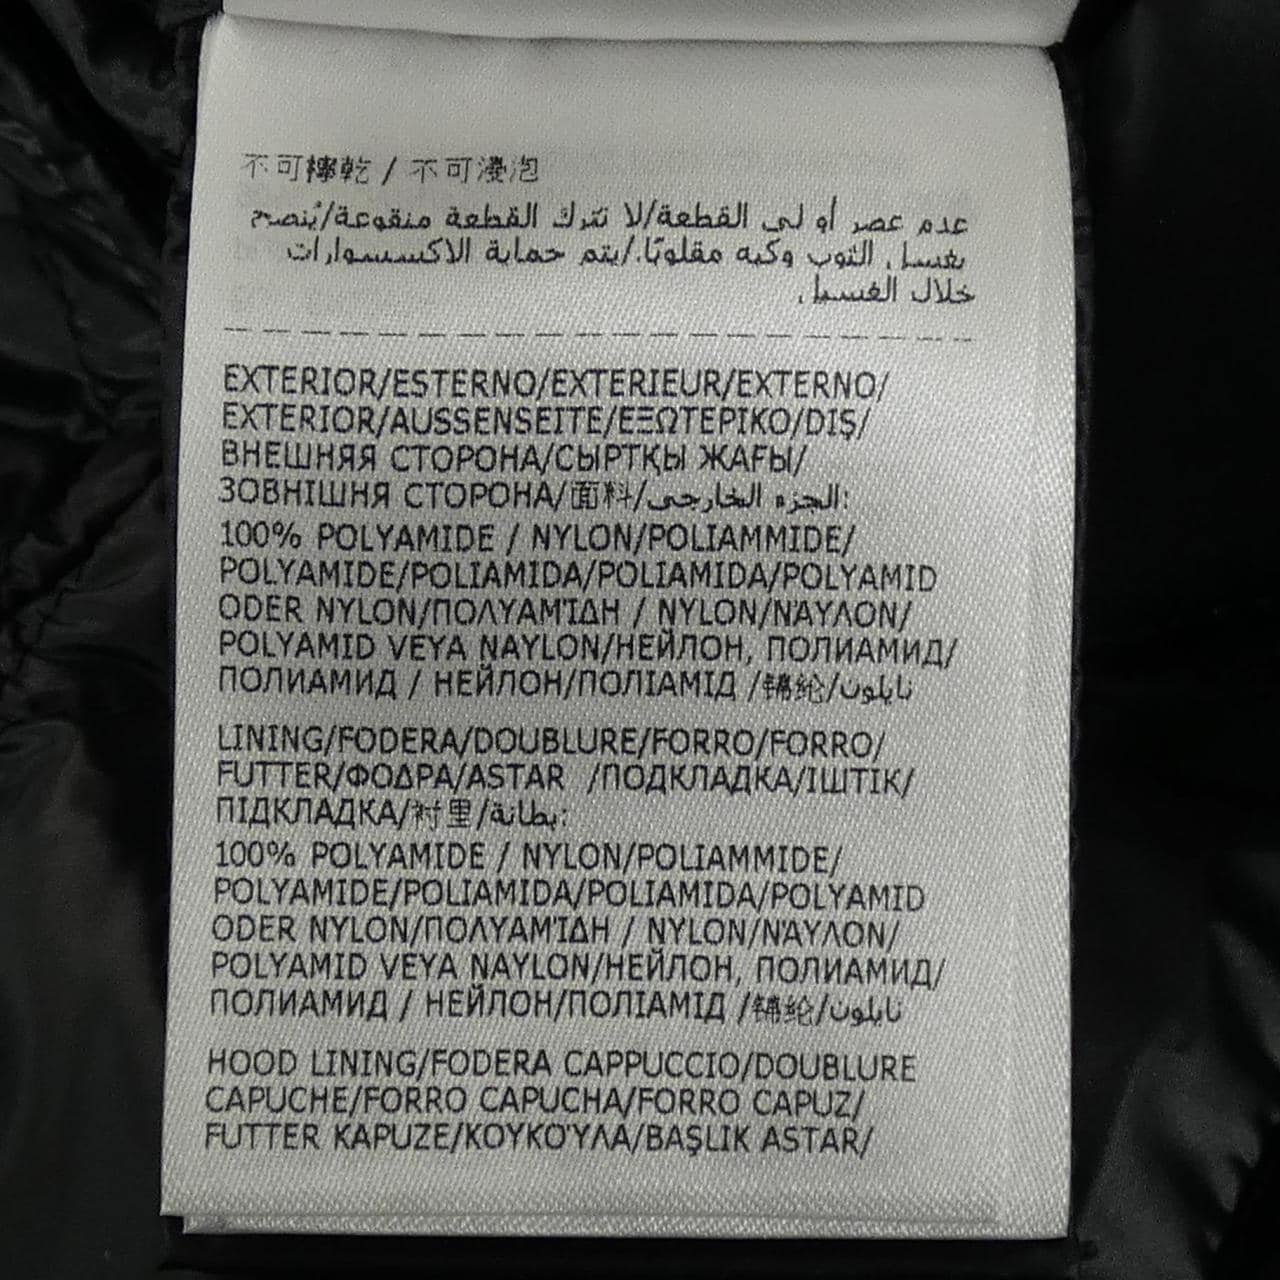 不可擰乾 / 不可浸泡
عدم عصر أو لي القطعة/لا تترك القطعة منقوعة/يُنصح
بغسل الثوب وكيه مقلوبًا./يتم حماية الاكسسوارات
خلال الغسيل.
EXTERIOR/ESTERNO/EXTERIEUR/EXTERNO/
EXTERIOR/AUSSENSEITE/ΕΞΩΤΕΡΙΚΟ/DIŞ/
ВНЕШНЯЯ СТОРОНА/СЫРТҚЫ ЖАҒЫ/
ЗОВНІШНЯ СТОРОНА/面料/الجزء الخارجي:
100% POLYAMIDE / NYLON/POLIAMMIDE/
POLYAMIDE/POLIAMIDA/POLIAMIDA/POLYAMID
ODER NYLON/ΠΟΛΥΑΜΊΔΗ / NYLON/ΝΆΥΛΟΝ/
POLYAMID VEYA NAYLON/НЕЙЛОН, ПОЛИАМИД/
ПОЛИАМИД / НЕЙЛОН/ПОЛІАМІД /锦纶/نايلون
LINING/FODERA/DOUBLURE/FORRO/FORRO/
FUTTER/ΦΟΔΡΑ/ASTAR /ПОДКЛАДКА/ІШТІК/
ПІДКЛАДКА/衬里/بطانة:
100% POLYAMIDE / NYLON/POLIAMMIDE/
POLYAMIDE/POLIAMIDA/POLIAMIDA/POLYAMID
ODER NYLON/ΠΟΛΥΑΜΊΔΗ / NYLON/ΝΆΥΛΟΝ/
POLYAMID VEYA NAYLON/НЕЙЛОН, ПОЛИАМИД/
ПОЛИАМИД / НЕЙЛОН/ПОЛІАМІД /锦纶/نايلون
HOOD LINING/FODERA CAPPUCCIO/DOUBLURE
CAPUCHE/FORRO CAPUCHA/FORRO CAPUZ/
FUTTER KAPUZE/ΚΟΥΚΟΎΛΑ/BAŞLIK ASTAR/